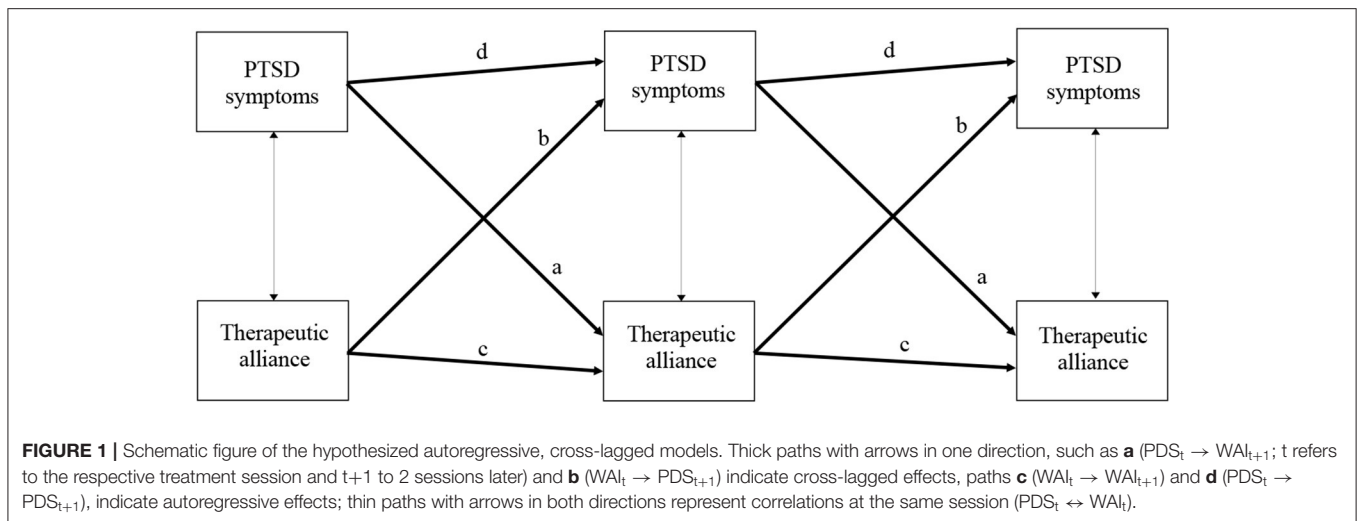 d
d
PTSD
symptoms
PTSD
symptoms
PTSD
symptoms
b
b
a
a
Therapeutic
alliance
Therapeutic
alliance
Therapeutic
alliance
c
c
FIGURE 1 | Schematic figure of the hypothesized autoregressive, cross-lagged models. Thick paths with arrows in one direction, such as a (PDSt → WAIt+1; t refers
to the respective treatment session and t+1 to 2 sessions later) and b (WAIt → PDSt+1) indicate cross-lagged effects, paths c (WAIt → WAIt+1) and d (PDSt →
PDSt+1), indicate autoregressive effects; thin paths with arrows in both directions represent correlations at the same session (PDSt ↔ WAIt).